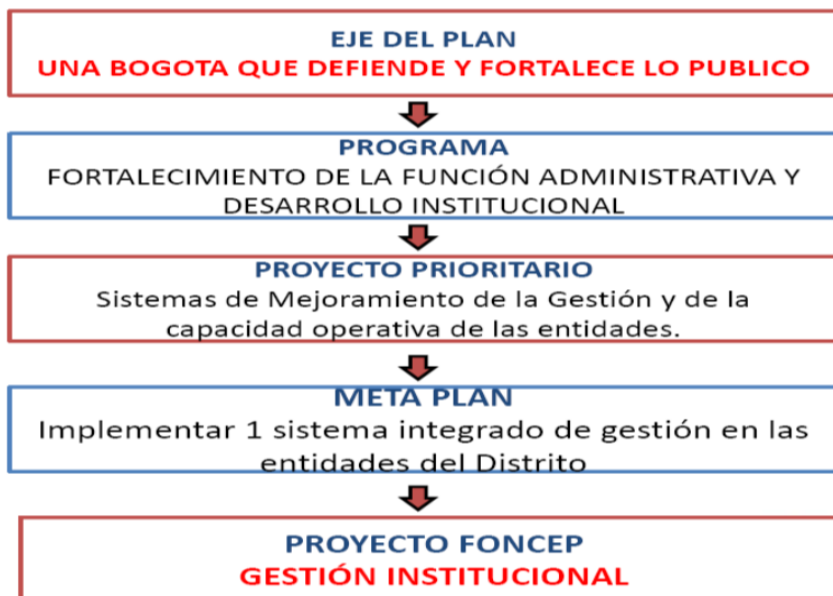 EJE DEL PLAN
UNA BOGOTA QUE DEFIENDE Y FORTALECE LO PUBLICO
PROGRAMA
FORTALECIMIENTO DE LA FUNCIÓN ADMINISTRATIVA Y
DESARROLLO INSTITUCIONAL
PROYECTO PRIORITARIO
Sistemas de Mejoramiento de la Gestión y de la
capacidad operativa de las entidades.
META PLAN
Implementar 1 sistema integrado de gestión en las
entidades del Distrito
PROYECTO FONCEP
GESTIÓN INSTITUCIONAL